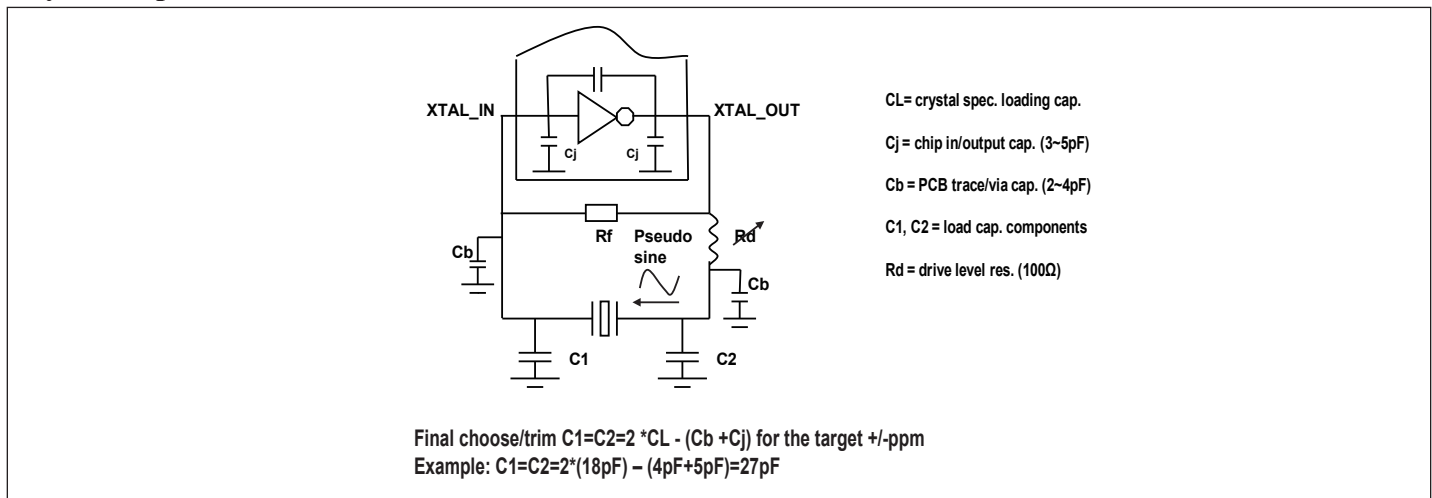 XTAL_IN
XTAL_OUT
Cj
Cj
Rf
Pseudo
sine
Rd
Cb
Cb
C1
C2
CL= crystal spec. loading cap.
Cj = chip in/output cap. (3~5pF)
Cb = PCB trace/via cap. (2~4pF)
C1, C2 = load cap. components
Rd = drive level res. (100Ω)
Final choose/trim C1=C2=2 *CL - (Cb +Cj) for the target +/-ppm
Example: C1=C2=2*(18pF) – (4pF+5pF)=27pF